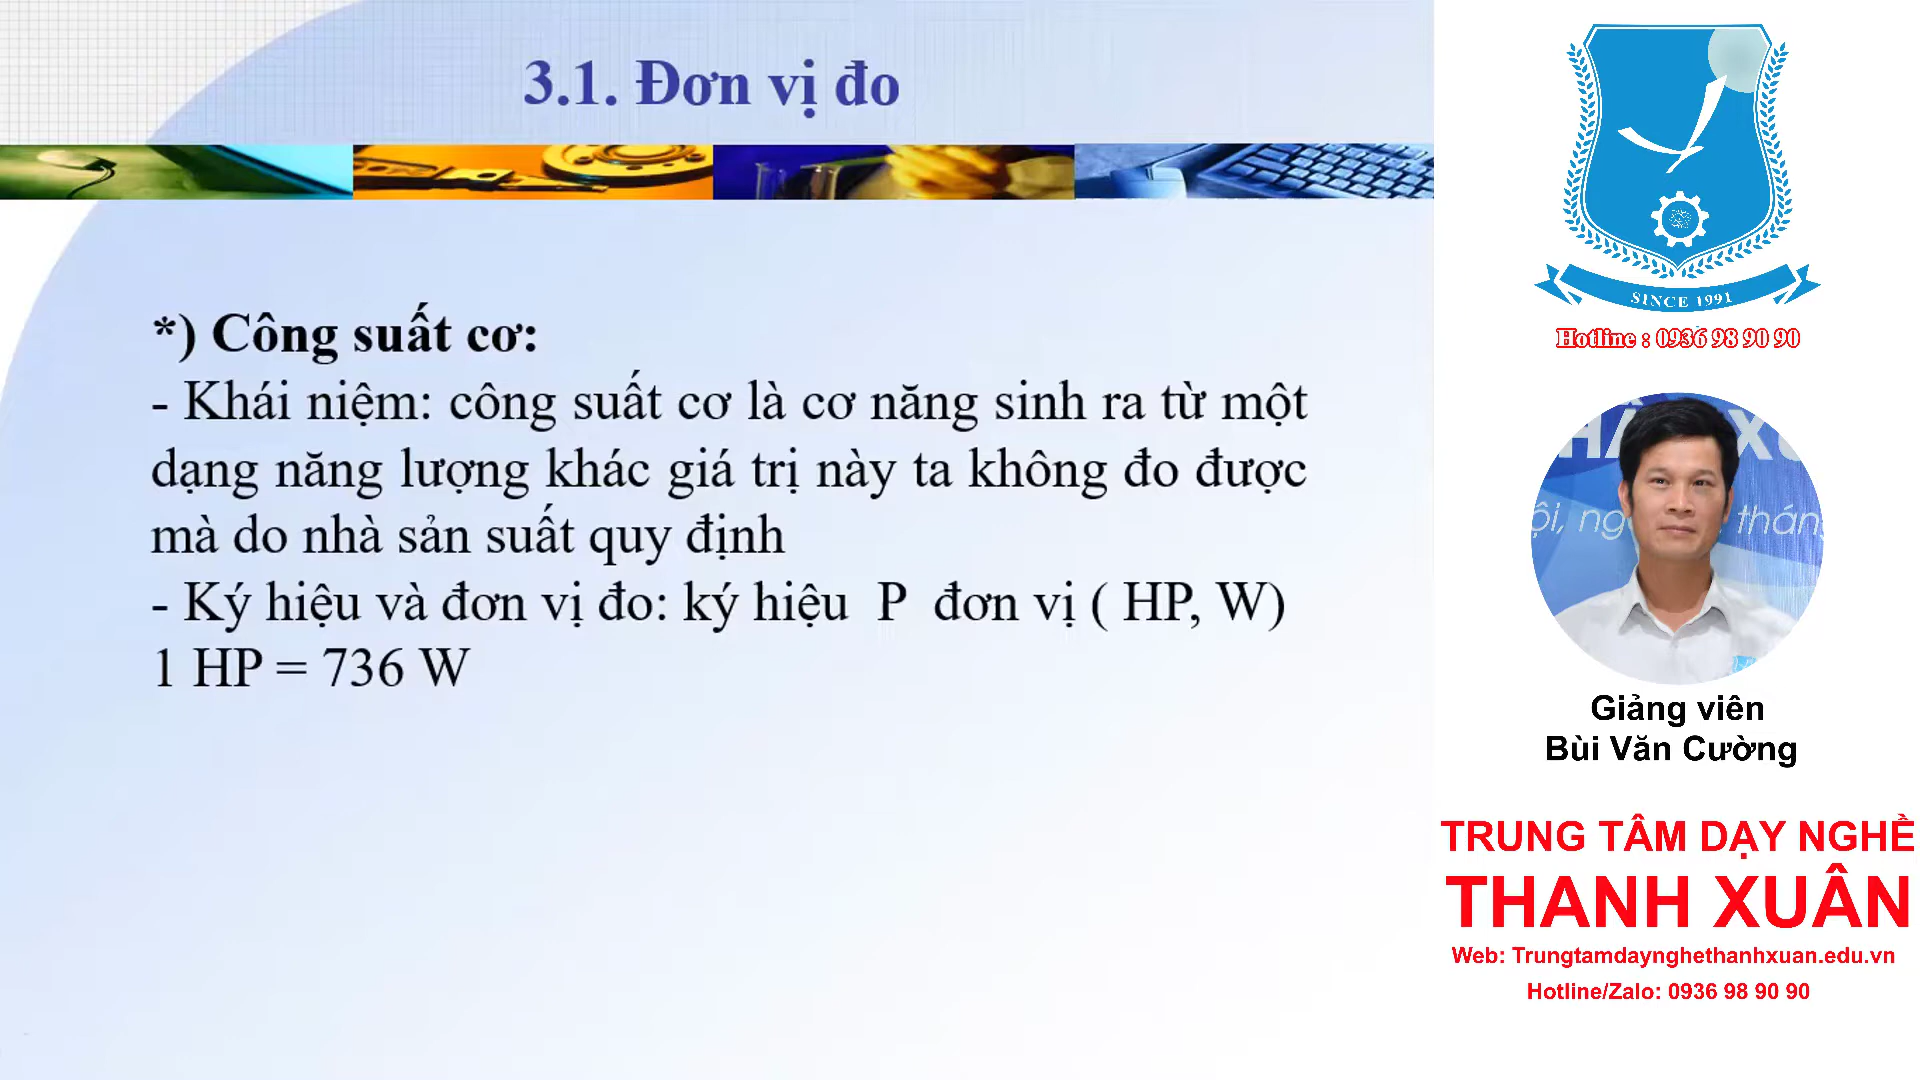 3.1. Đơn vị đo
*) Công suất cơ:
- Khái niệm: công suất cơ là cơ năng sinh ra từ một
dạng năng lượng khác giá trị này ta không đo được
mà do nhà sản suất quy định
- Ký hiệu và đơn vị đo: ký hiệu P đơn vị ( HP, W)
1 HP = 736 W
SINCE 1991
Hotline : 0936 98 90 90
ội, ng
thán
Giảng viên
Bùi Văn Cường
TRUNG TÂM DẠY NGHỀ
THANH XUÂN
Web: Trungtamdaynghethanhxuan.edu.vn
Hotline/Zalo: 0936 98 90 90